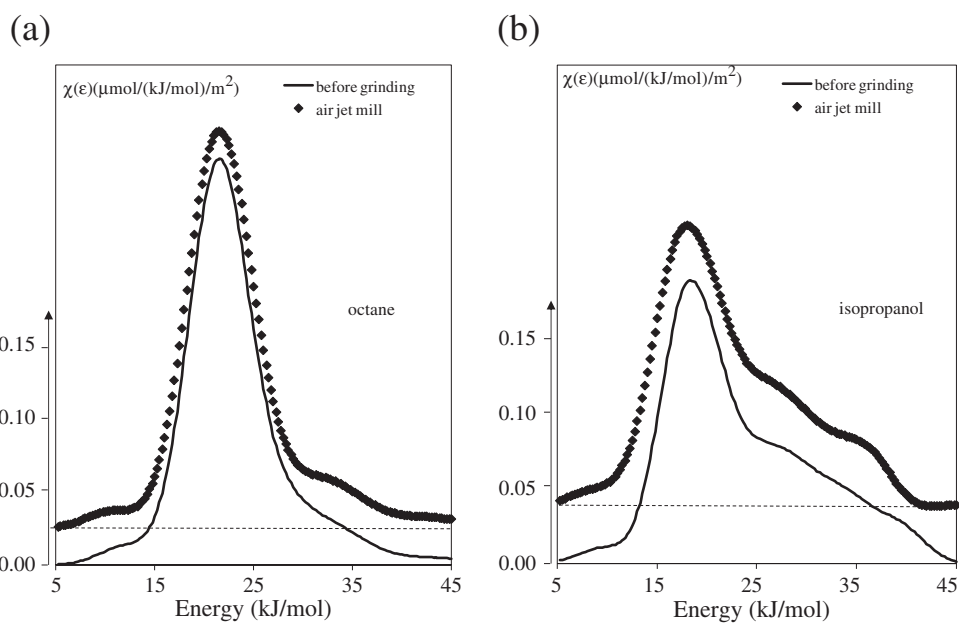 (a)
χ(ε)(μmol/(kJ/mol)/m²)
before grinding
air jet mill
octane
0.15
0.10
0.05
0.00
5 15 25 35 45
Energy (kJ/mol)
(b)
χ(ε)(μmol/(kJ/mol)/m²)
before grinding
air jet mill
isopropanol
0.15
0.10
0.05
0.00
5 15 25 35 45
Energy (kJ/mol)